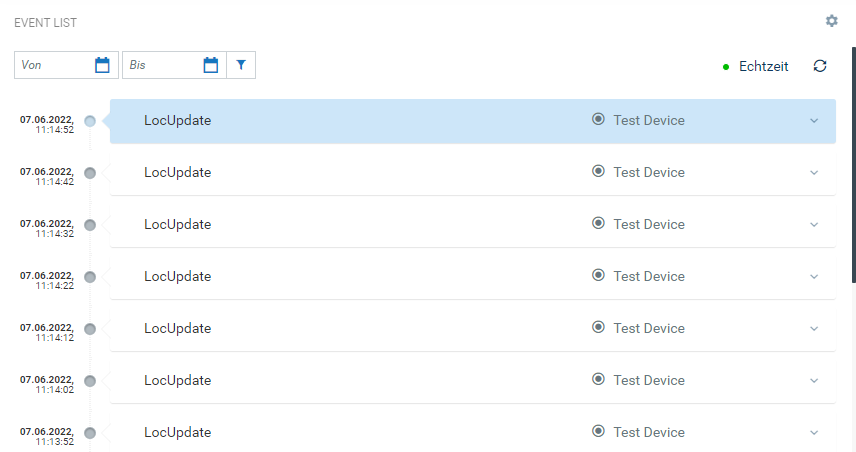 EVENT LIST
Von Bis
Echtzeit
07.06.2022, LocUpdate Test Device
11:14:52
07.06.2022, LocUpdate Test Device
11:14:42
07.06.2022, LocUpdate Test Device
11:14:32
07.06.2022, LocUpdate Test Device
11:14:22
07.06.2022, LocUpdate Test Device
11:14:12
07.06.2022, LocUpdate Test Device
11:14:02
07.06.2022, LocUpdate Test Device
11:13:52